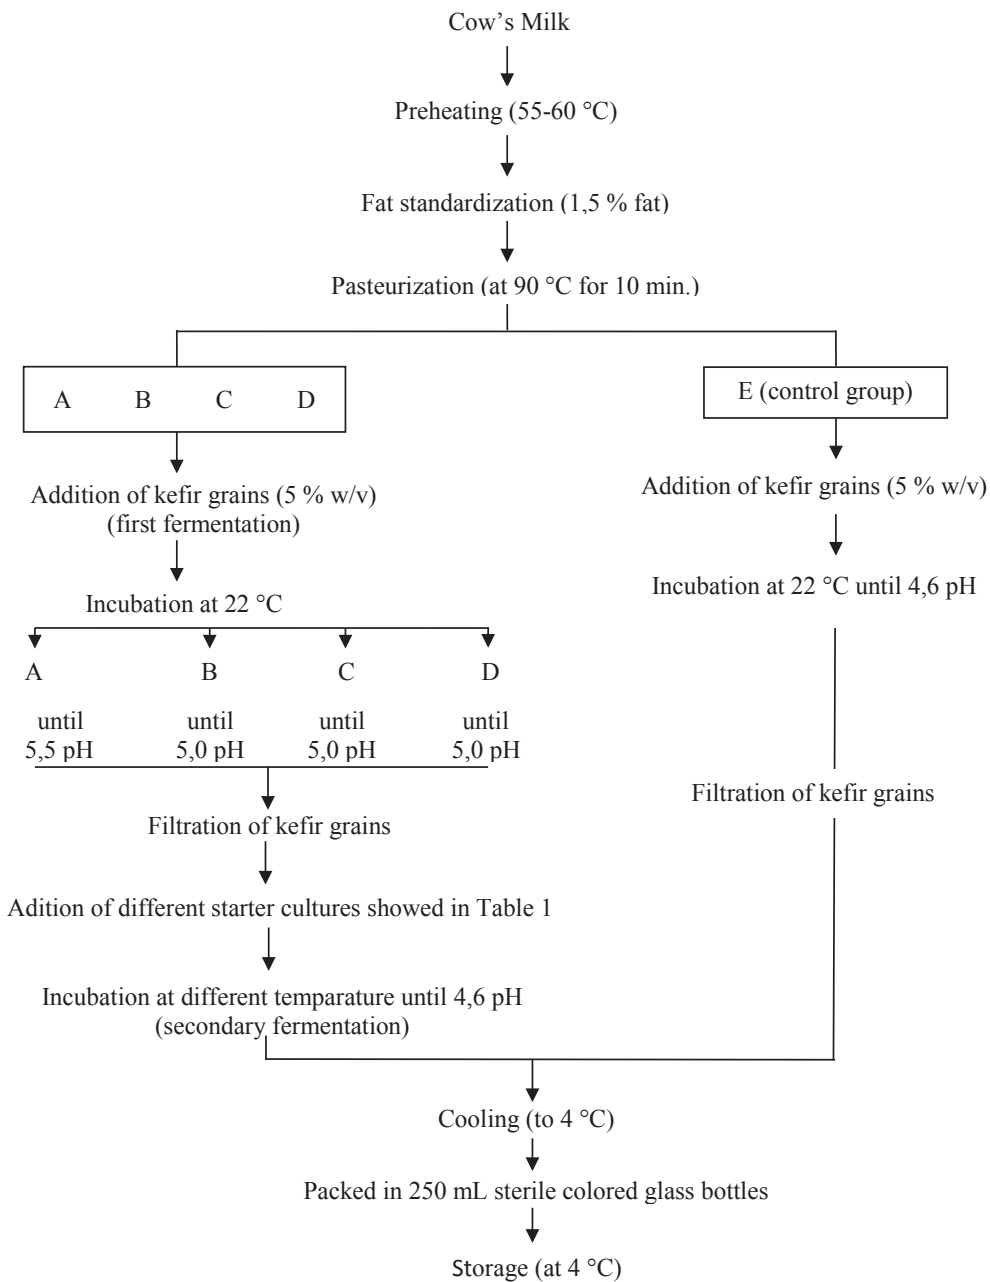 Cow’s Milk
Preheating (55-60 °C)
Fat standardization (1,5 % fat)
Pasteurization (at 90 °C for 10 min.)
A B C D
Addition of kefir grains (5 % w/v)
(first fermentation)
Incubation at 22 °C
A B C D
until until until until
5,5 pH 5,0 pH 5,0 pH 5,0 pH
Filtration of kefir grains
Adition of different starter cultures showed in Table 1
Incubation at different temparature until 4,6 pH
(secondary fermentation)
E (control group)
Addition of kefir grains (5 % w/v)
Incubation at 22 °C until 4,6 pH
Filtration of kefir grains
Cooling (to 4 °C)
Packed in 250 mL sterile colored glass bottles
Storage (at 4 °C)